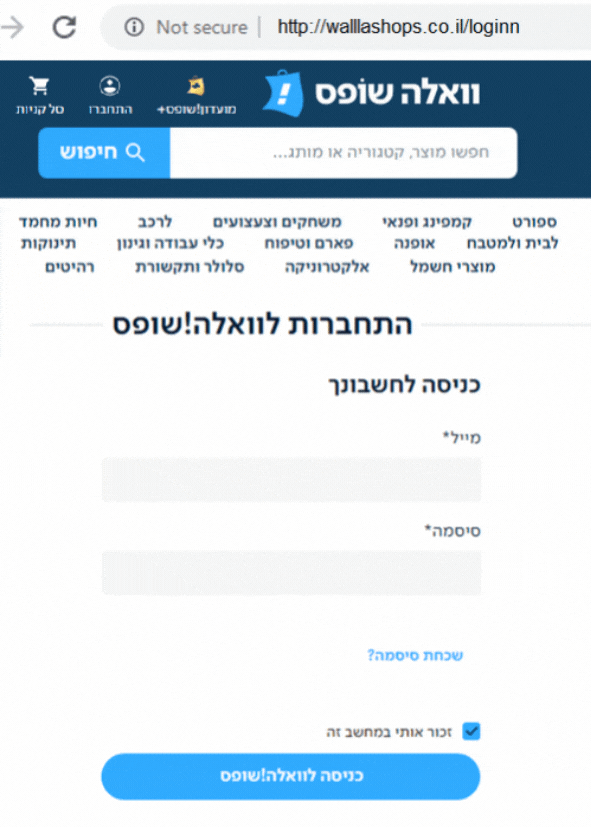 Not secure | http://walllashops.co.il/loginn
וואלה שופס
מועדון!שופס+ התחברו סל קניות
חפשו מוצר, קטגוריה או מותג... חיפוש
ספורט קמפינג ופנאי משחקים וצעצועים לרכב חיות מחמד
לבית ולמטבח אופנה פארם וטיפוח כלי עבודה וגינון תינוקות
מוצרי חשמל אלקטרוניקה סלולר ותקשורת רהיטים
התחברות לוואלה!שופס
כניסה לחשבונך
מייל*
סיסמה*
שכחת סיסמה?
זכור אותי במחשב זה
כניסה לוואלה!שופס